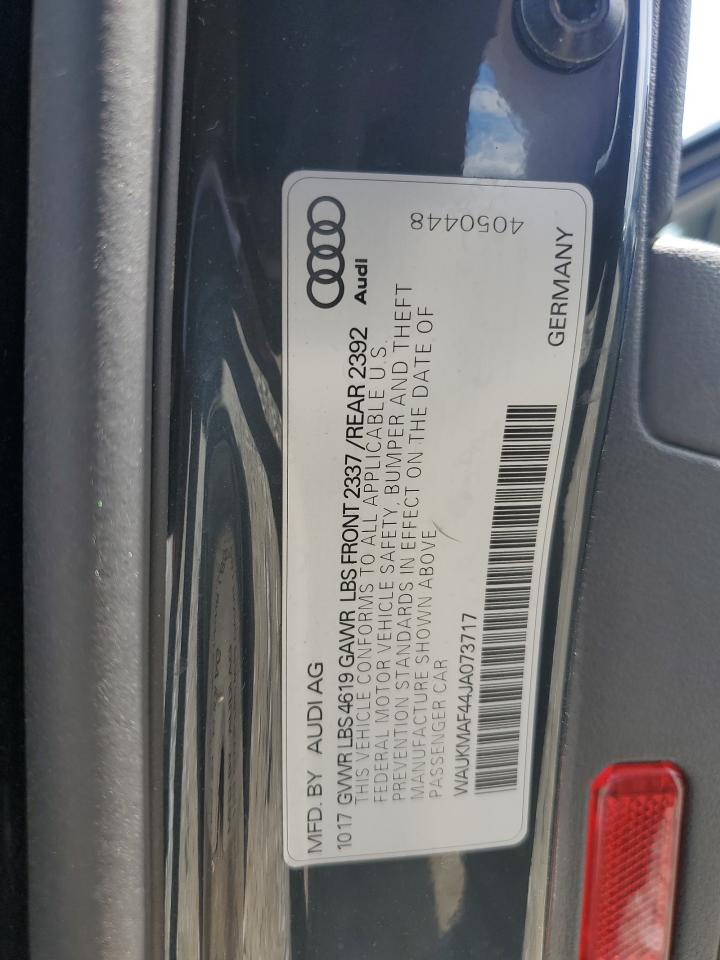 MFD. BY AUDI AG
Audi
1017 GVWR LBS 4619 GAWR LBS FRONT 2337 /REAR 2392
THIS VEHICLE CONFORMS TO ALL APPLICABLE U.S.
FEDERAL MOTOR VEHICLE SAFETY, BUMPER AND THEFT
PREVENTION STANDARDS IN EFFECT ON THE DATE OF
MANUFACTURE SHOWN ABOVE
PASSENGER CAR
4050448
WAUKMAF44JA073717
GERMANY